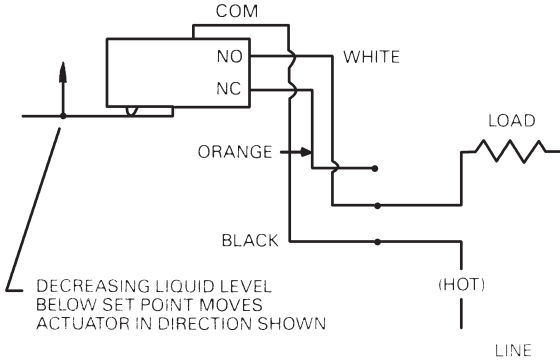 COM
NO
WHITE
NC
LOAD
ORANGE
BLACK
(HOT)
DECREASING LIQUID LEVEL
BELOW SET POINT MOVES
ACTUATOR IN DIRECTION SHOWN
LINE